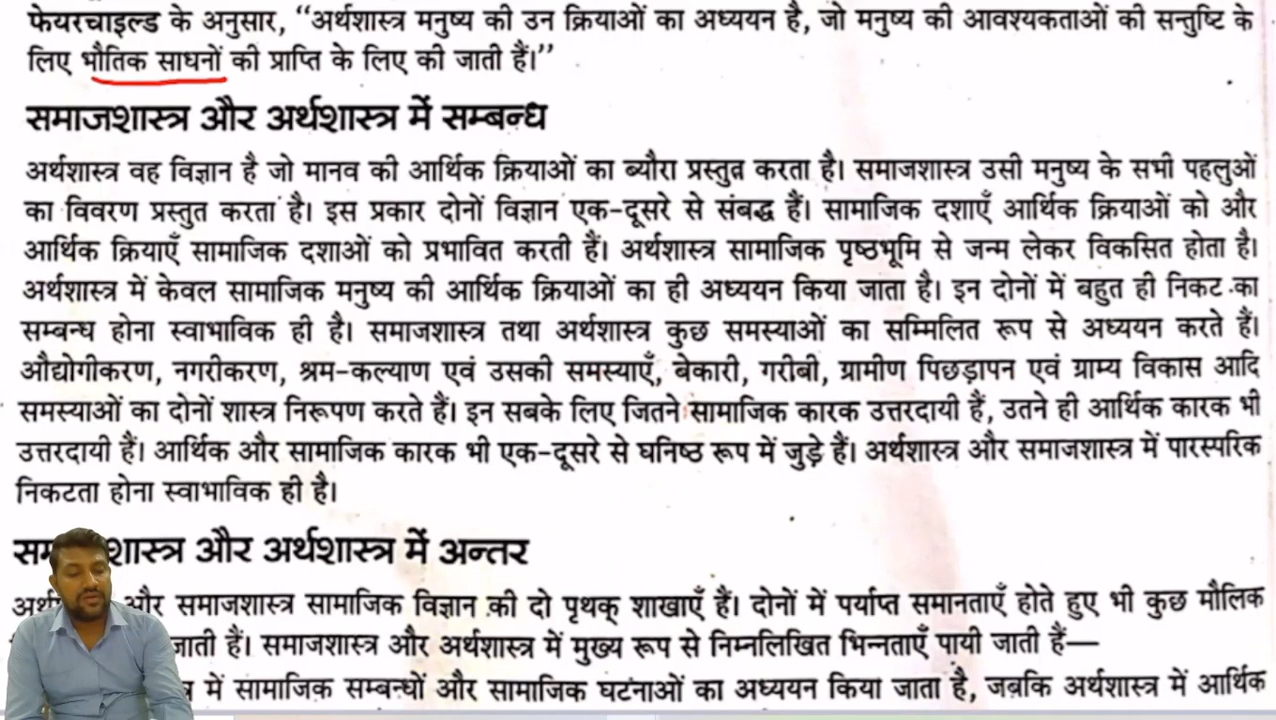 फेयरचाइल्ड के अनुसार, ‘‘अर्थशास्त्र मनुष्य की उन क्रियाओं का अध्ययन है, जो मनुष्य की आवश्यकताओं की सन्तुष्टि के
लिए भौतिक साधनों की प्राप्ति के लिए की जाती हैं।’’
समाजशास्त्र और अर्थशास्त्र में सम्बन्ध
अर्थशास्त्र वह विज्ञान है जो मानव की आर्थिक क्रियाओं का ब्यौरा प्रस्तुत करता है। समाजशास्त्र उसी मनुष्य के सभी पहलुओं
का विवरण प्रस्तुत करता है। इस प्रकार दोनों विज्ञान एक-दूसरे से संबद्ध हैं। सामाजिक दशाएँ आर्थिक क्रियाओं को और
आर्थिक क्रियाएँ सामाजिक दशाओं को प्रभावित करती हैं। अर्थशास्त्र सामाजिक पृष्ठभूमि से जन्म लेकर विकसित होता है।
अर्थशास्त्र में केवल सामाजिक मनुष्य की आर्थिक क्रियाओं का ही अध्ययन किया जाता है। इन दोनों में बहुत ही निकट का
सम्बन्ध होना स्वाभाविक ही है। समाजशास्त्र तथा अर्थशास्त्र कुछ समस्याओं का सम्मिलित रूप से अध्ययन करते हैं।
औद्योगीकरण, नगरीकरण, श्रम-कल्याण एवं उसकी समस्याएँ, बेकारी, गरीबी, ग्रामीण पिछड़ापन एवं ग्राम्य विकास आदि
समस्याओं का दोनों शास्त्र निरूपण करते हैं। इन सबके लिए जितने सामाजिक कारक उत्तरदायी हैं, उतने ही आर्थिक कारक भी
उत्तरदायी हैं। आर्थिक और सामाजिक कारक भी एक-दूसरे से घनिष्ठ रूप में जुड़े हैं। अर्थशास्त्र और समाजशास्त्र में पारस्परिक
निकटता होना स्वाभाविक ही है।
शास्त्र और अर्थशास्त्र में अन्तर
और समाजशास्त्र सामाजिक विज्ञान की दो पृथक् शाखाएँ हैं। दोनों में पर्याप्त समानताएँ होते हुए भी कुछ मौलिक
जाती हैं। समाजशास्त्र और अर्थशास्त्र में मुख्य रूप से निम्नलिखित भिन्नताएँ पायी जाती हैं—
में सामाजिक सम्बन्धों और सामाजिक घटनाओं का अध्ययन किया जाता है, जबकि अर्थशास्त्र में आर्थिक